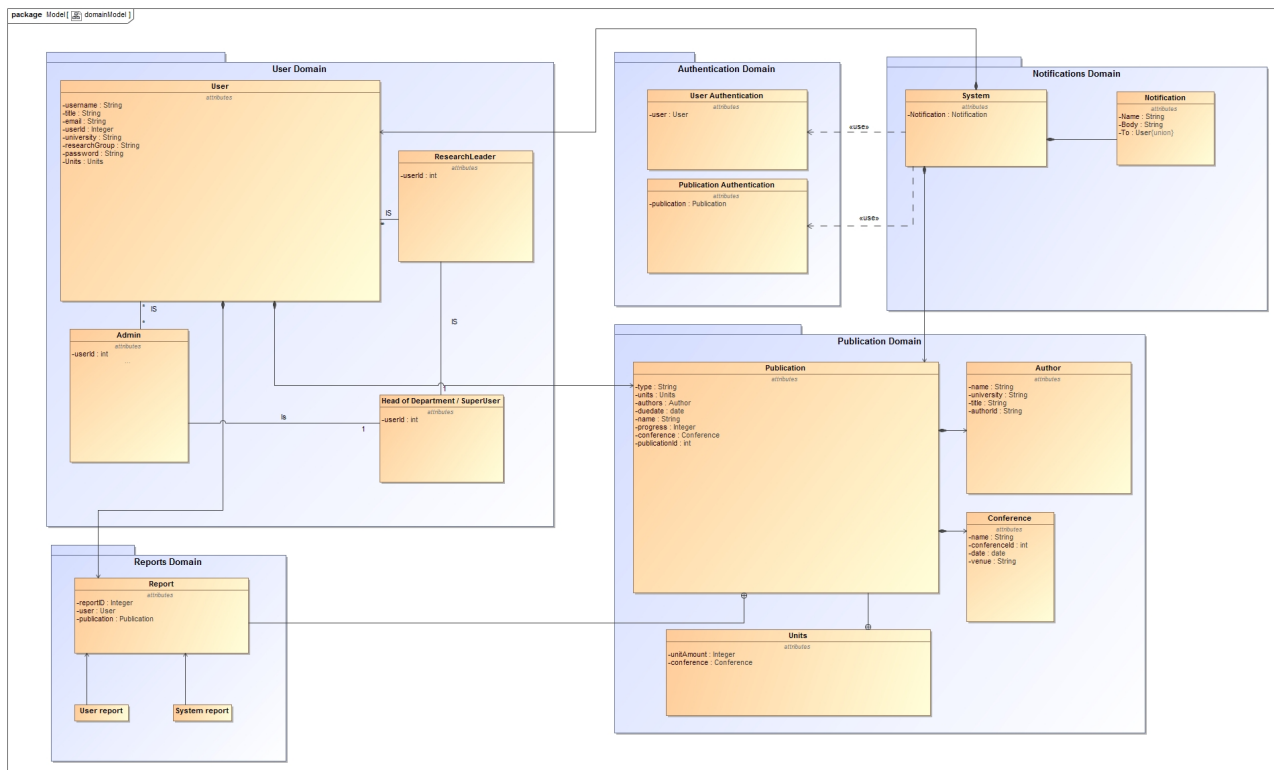 package Model [ domainModel ]
User Domain
User
attributes
-username : String
-title : String
-email : String
-userId : Integer
-university : String
-researchGroup : String
-password : String
-Units : Units
ResearchLeader
attributes
-userId : int
IS
*
IS
* IS
*
Admin
attributes
-userId : int
...
Is
1
1
Head of Department / SuperUser
attributes
-userId : int
Authentication Domain
User Authentication
attributes
-user : User
Publication Authentication
attributes
-publication : Publication
«use»
«use»
Notifications Domain
System
attributes
-Notification : Notification
Notification
attributes
-Name : String
-Body : String
-To : User{union}
Publication Domain
Publication
attributes
-type : String
-units : Units
-authors : Author
-duedate : date
-name : String
-progress : Integer
-conference : Conference
-publicationId : int
Author
attributes
-name : String
-university : String
-title : String
-authorId : String
Conference
attributes
-name : String
-conferenceId : int
-date : date
-venue : String
Units
attributes
-unitAmount : Integer
-conference : Conference
Reports Domain
Report
attributes
-reportID : Integer
-user : User
-publication : Publication
User report
System report